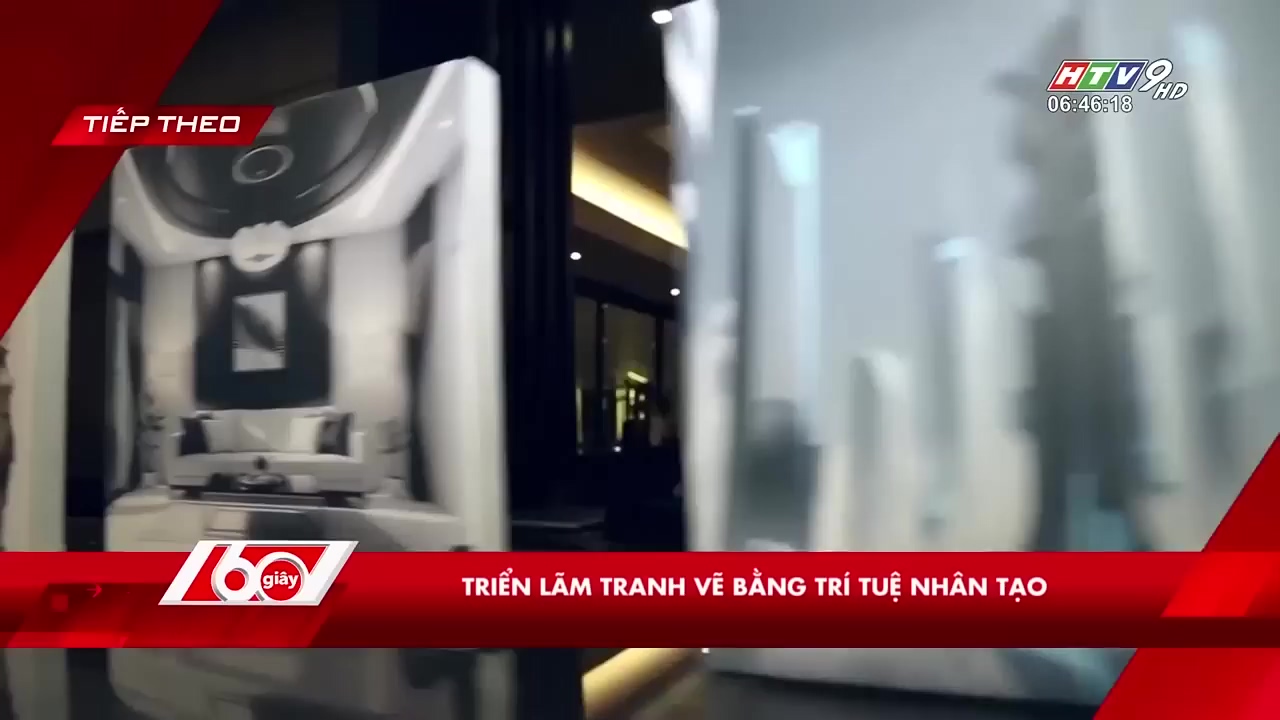 HTV9 HD
06:46:18
TIẾP THEO
60 giây
TRIỂN LÃM TRANH VẼ BẰNG TRÍ TUỆ NHÂN TẠO